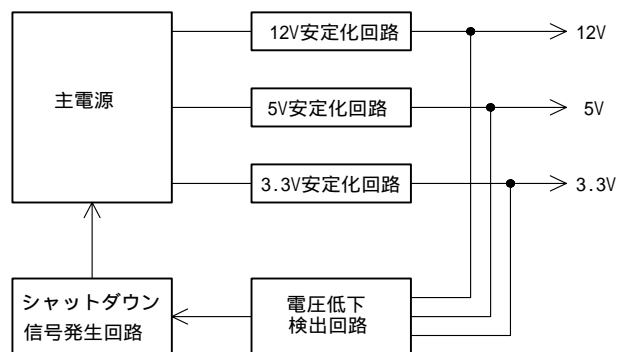 主電源
12V安定化回路
12V
5V安定化回路
5V
3.3V安定化回路
3.3V
シャットダウン
信号発生回路
電圧低下
検出回路